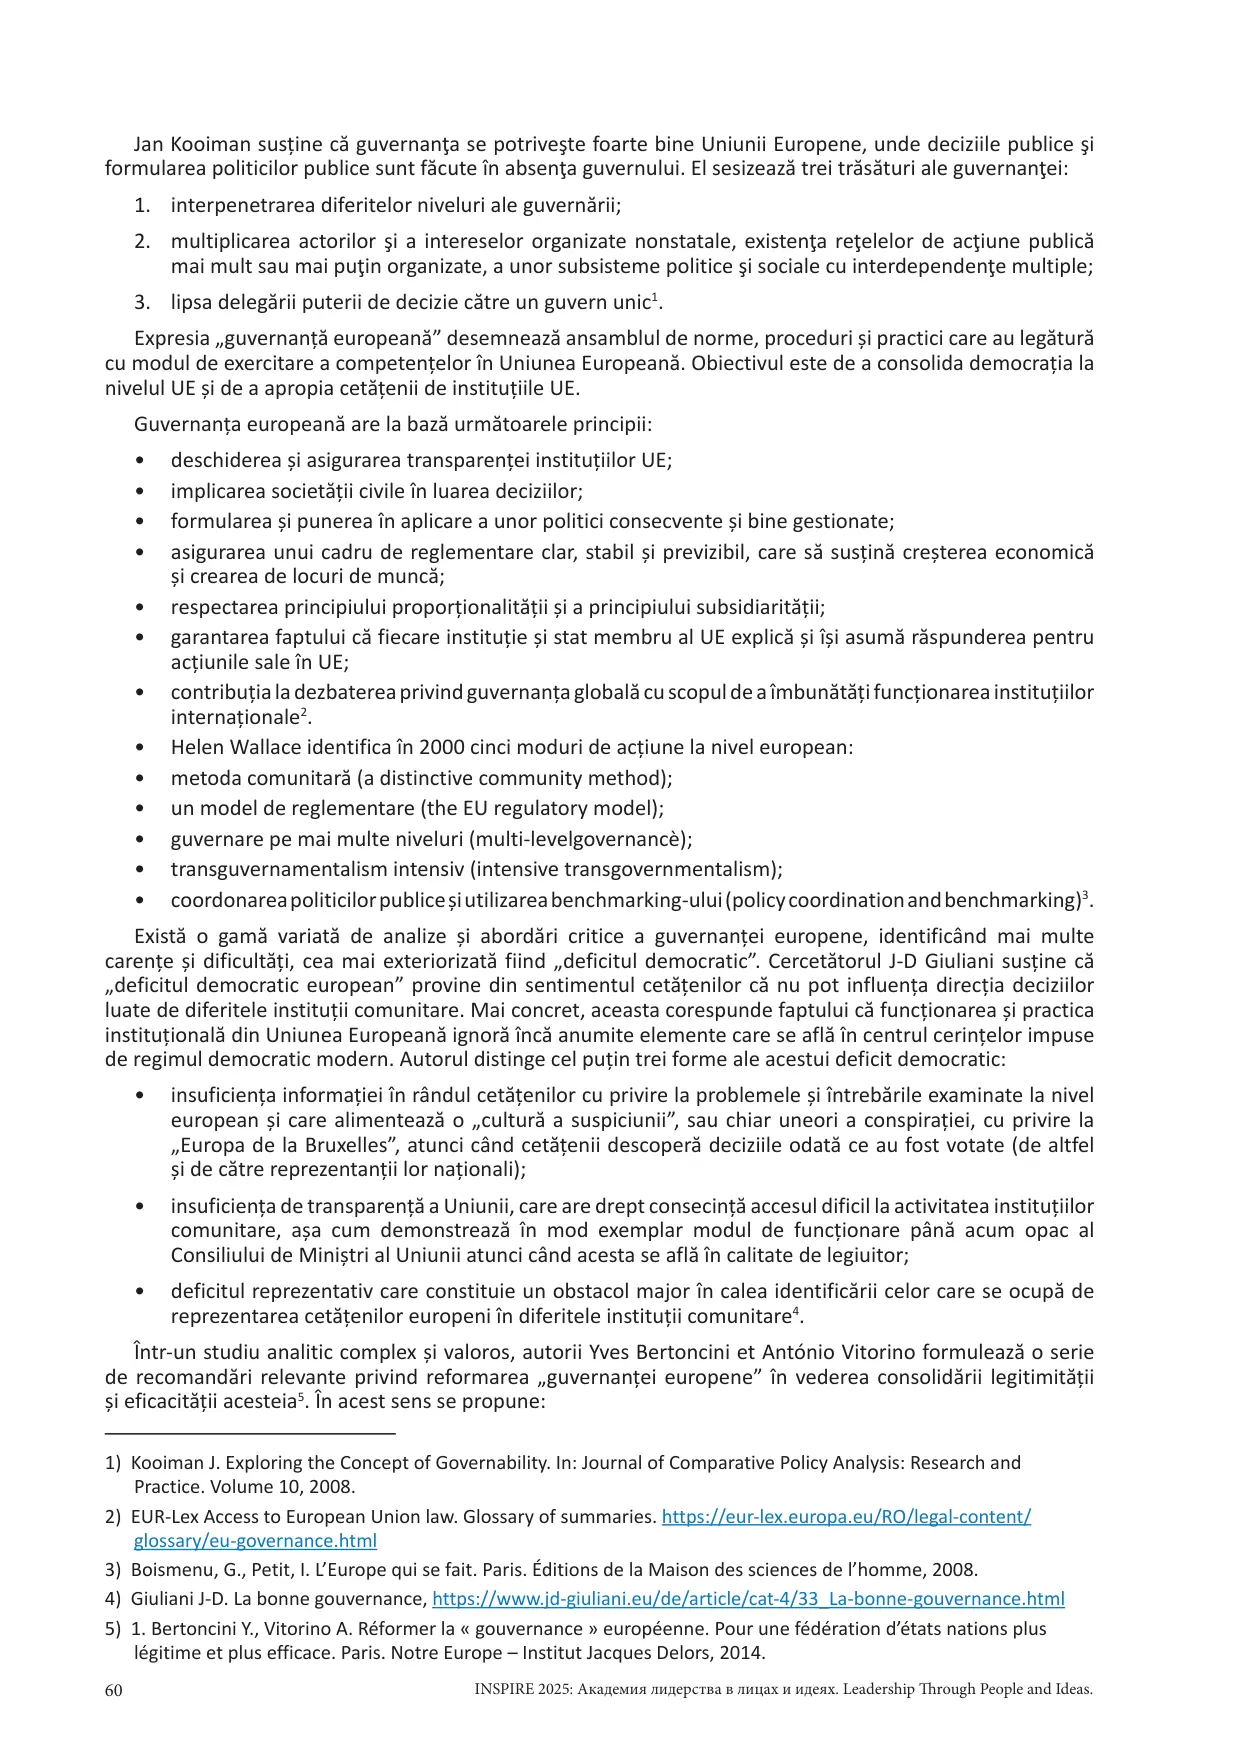 Jan Kooiman susține că guvernanţa se potriveşte foarte bine Uniunii Europene, unde deciziile publice şi
formularea politicilor publice sunt făcute în absenţa guvernului. El sesizează trei trăsături ale guvernanţei:
1. interpenetrarea diferitelor niveluri ale guvernării;
2. multiplicarea actorilor şi a intereselor organizate nonstatale, existenţa reţelelor de acţiune publică
mai mult sau mai puţin organizate, a unor subsisteme politice şi sociale cu interdependenţe multiple;
3. lipsa delegării puterii de decizie către un guvern unic¹.
Expresia „guvernanță europeană” desemnează ansamblul de norme, proceduri și practici care au legătură
cu modul de exercitare a competențelor în Uniunea Europeană. Obiectivul este de a consolida democrația la
nivelul UE și de a apropia cetățenii de instituțiile UE.
Guvernanța europeană are la bază următoarele principii:
• deschiderea și asigurarea transparenței instituțiilor UE;
• implicarea societății civile în luarea deciziilor;
• formularea și punerea în aplicare a unor politici consecvente și bine gestionate;
• asigurarea unui cadru de reglementare clar, stabil și previzibil, care să susțină creșterea economică
și crearea de locuri de muncă;
• respectarea principiului proporționalității și a principiului subsidiarității;
• garantarea faptului că fiecare instituție și stat membru al UE explică și își asumă răspunderea pentru
acțiunile sale în UE;
• contribuția la dezbaterea privind guvernanța globală cu scopul de a îmbunătăți funcționarea instituțiilor
internaționale².
• Helen Wallace identifica în 2000 cinci moduri de acțiune la nivel european:
• metoda comunitară (a distinctive community method);
• un model de reglementare (the EU regulatory model);
• guvernare pe mai multe niveluri (multi-levelgovernancè);
• transguvernamentalism intensiv (intensive transgovernmentalism);
• coordonarea politicilor publice și utilizarea benchmarking-ului (policy coordination and benchmarking)³.
Există o gamă variată de analize și abordări critice a guvernanței europene, identificând mai multe
carențe și dificultăți, cea mai exteriorizată fiind „deficitul democratic”. Cercetătorul J-D Giuliani susține că
„deficitul democratic european” provine din sentimentul cetățenilor că nu pot influența direcția deciziilor
luate de diferitele instituții comunitare. Mai concret, aceasta corespunde faptului că funcționarea și practica
instituțională din Uniunea Europeană ignoră încă anumite elemente care se află în centrul cerințelor impuse
de regimul democratic modern. Autorul distinge cel puțin trei forme ale acestui deficit democratic:
• insuficiența informației în rândul cetățenilor cu privire la problemele și întrebările examinate la nivel
european și care alimentează o „cultură a suspiciunii”, sau chiar uneori a conspirației, cu privire la
„Europa de la Bruxelles”, atunci când cetățenii descoperă deciziile odată ce au fost votate (de altfel
și de către reprezentanții lor naționali);
• insuficiența de transparență a Uniunii, care are drept consecință accesul dificil la activitatea instituțiilor
comunitare, așa cum demonstrează în mod exemplar modul de funcționare până acum opac al
Consiliului de Miniștri al Uniunii atunci când acesta se află în calitate de legiuitor;
• deficitul reprezentativ care constituie un obstacol major în calea identificării celor care se ocupă de
reprezentarea cetățenilor europeni în diferitele instituții comunitare⁴.
Într-un studiu analitic complex și valoros, autorii Yves Bertoncini et António Vitorino formulează o serie
de recomandări relevante privind reformarea „guvernanței europene” în vederea consolidării legitimității
și eficacității acesteia⁵. În acest sens se propune:
1) Kooiman J. Exploring the Concept of Governability. In: Journal of Comparative Policy Analysis: Research and
Practice. Volume 10, 2008.
2) EUR-Lex Access to European Union law. Glossary of summaries. https://eur-lex.europa.eu/RO/legal-content/
glossary/eu-governance.html
3) Boismenu, G., Petit, I. L’Europe qui se fait. Paris. Éditions de la Maison des sciences de l’homme, 2008.
4) Giuliani J-D. La bonne gouvernance, https://www.jd-giuliani.eu/de/article/cat-4/33_La-bonne-gouvernance.html
5) 1. Bertoncini Y., Vitorino A. Réformer la « gouvernance » européenne. Pour une fédération d’états nations plus
légitime et plus efficace. Paris. Notre Europe – Institut Jacques Delors, 2014.
60 INSPIRE 2025: Академия лидерства в лицах и идеях. Leadership Through People and Ideas.